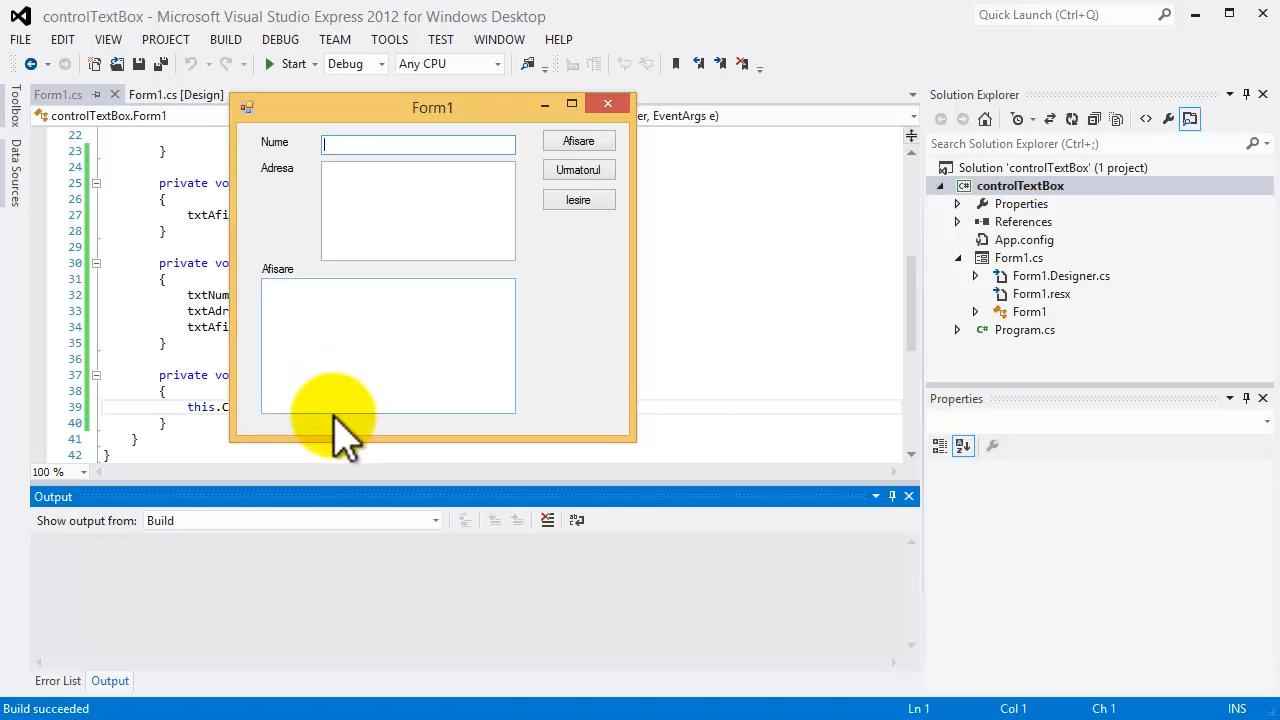 controlTextBox - Microsoft Visual Studio Express 2012 for Windows Desktop
Quick Launch (Ctrl+Q)
FILE EDIT VIEW PROJECT BUILD DEBUG TEAM TOOLS TEST WINDOW HELP
Start Debug Any CPU
Toolbox
Data Sources
Form1.cs
Form1.cs [Design]
controlTextBox.Form1
er, EventArgs e)
Form1
Nume
Adresa
Afisare
Afisare
Urmatorul
Iesire
22
23 }
24
25 private vo
26 {
27 txtAfi
28 }
29
30 private vo
31 {
32 txtNum
33 txtAdr
34 txtAfi
35 }
36
37 private vo
38 {
39 this.C
40 }
41 }
42 }
100 %
Output
Show output from: Build
Error List Output
Solution Explorer
Search Solution Explorer (Ctrl+;)
Solution 'controlTextBox' (1 project)
controlTextBox
Properties
References
App.config
Form1.cs
Form1.Designer.cs
Form1.resx
Form1
Program.cs
Properties
Build succeeded
Ln 1 Col 1 Ch 1 INS